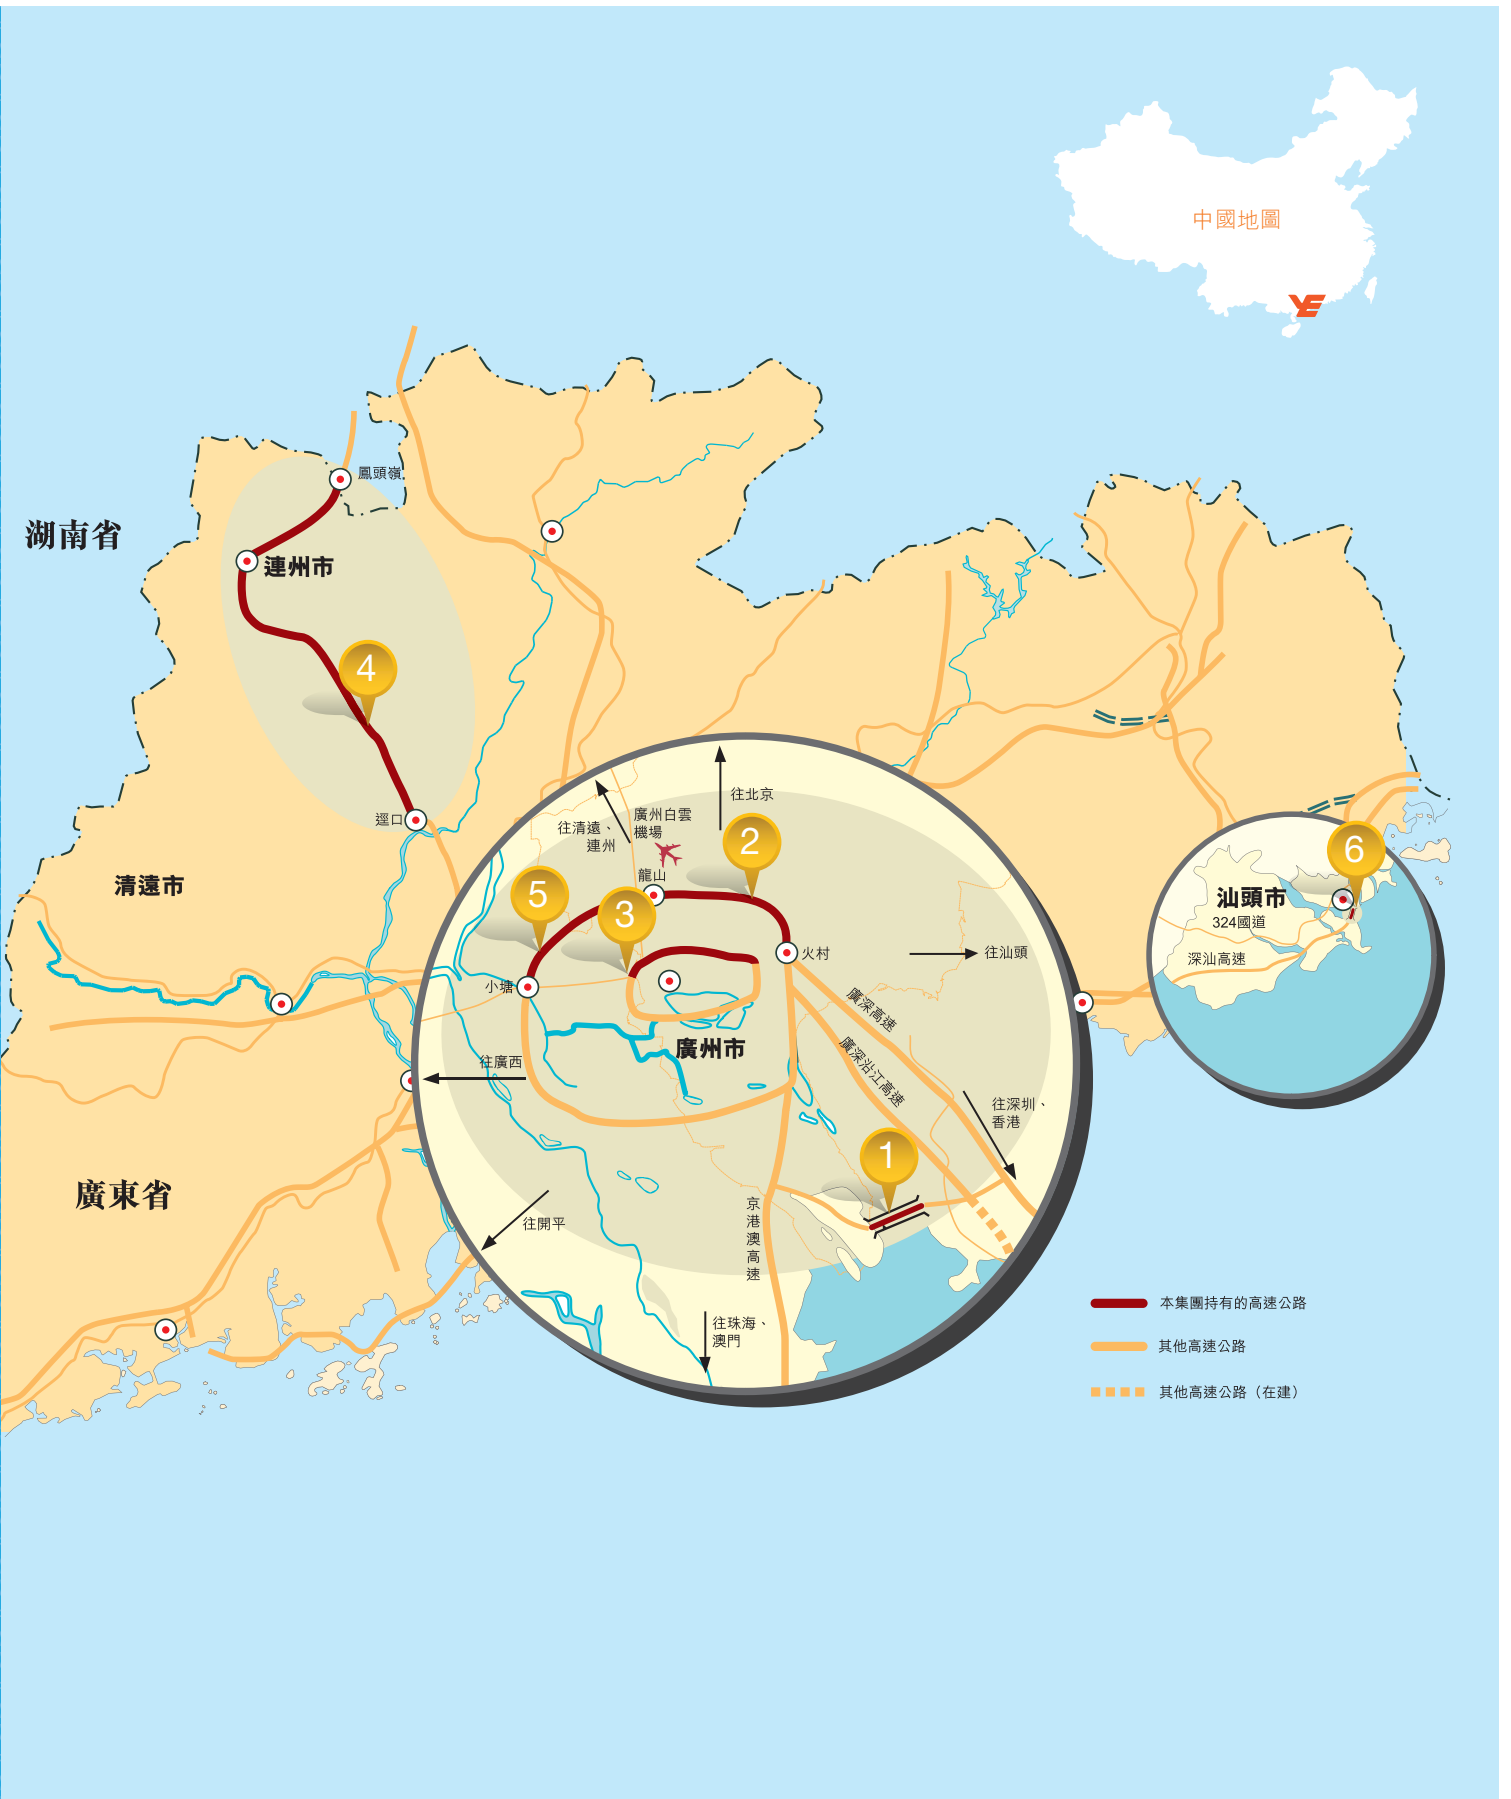 中國地圖
YE
鳳頭嶺
湖南省
連州市
4
逕口
清遠市
廣東省
往北京
廣州白雲
機場
往清遠、
連州
龍山
2
5
3
火村
往汕頭
小塘
廣深高速
廣州市
廣深沿江高速
往廣西
往深圳、
香港
1
京港澳高速
往開平
往珠海、
澳門
6
汕頭市
324國道
深汕高速
本集團持有的高速公路
其他高速公路
其他高速公路（在建）